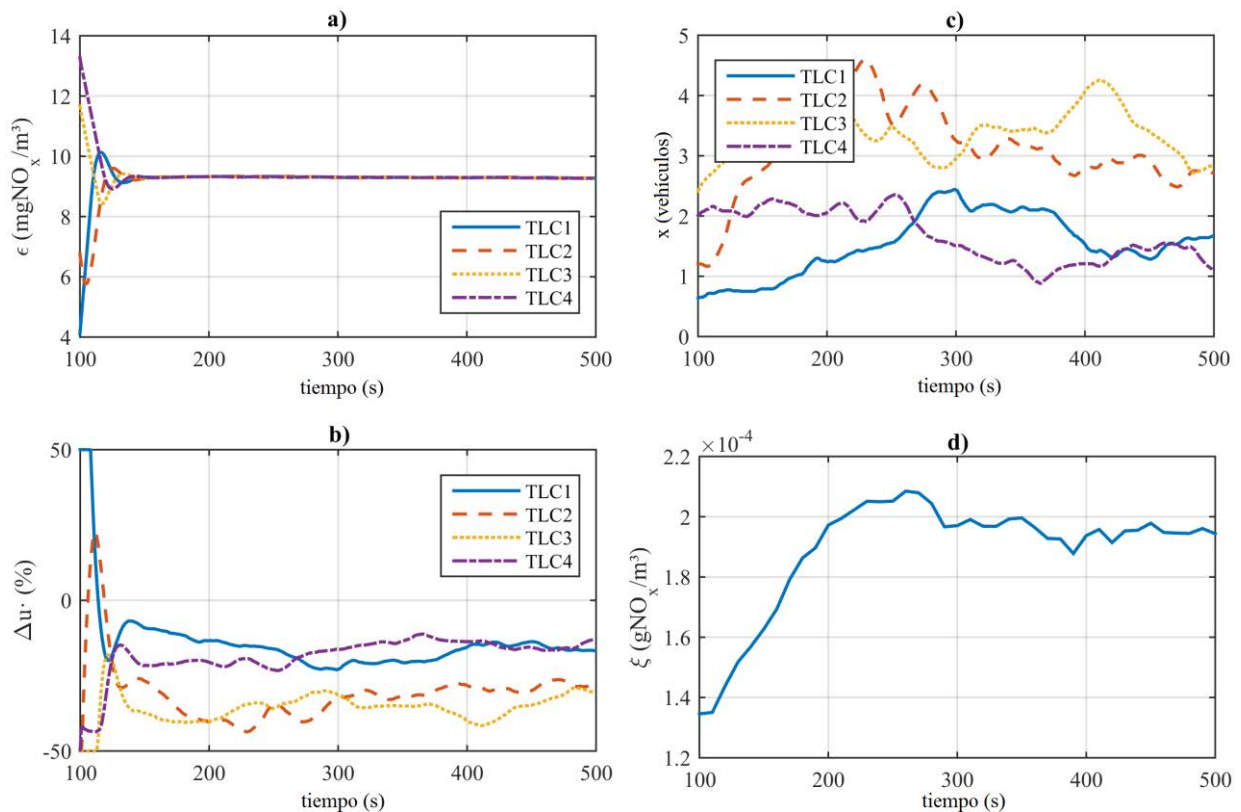 a)
14
12
10
8
6
4
ϵ (mgNOₓ/m³)
TLC1
TLC2
TLC3
TLC4
100
200
300
400
500
tiempo (s)
c)
5
4
3
2
1
0
x (vehículos)
TLC1
TLC2
TLC3
TLC4
100
200
300
400
500
tiempo (s)
b)
50
0
-50
Δu· (%)
TLC1
TLC2
TLC3
TLC4
100
200
300
400
500
tiempo (s)
d)
×10⁻⁴
2.2
2
1.8
1.6
1.4
1.2
ξ (gNOₓ/m³)
100
200
300
400
500
tiempo (s)